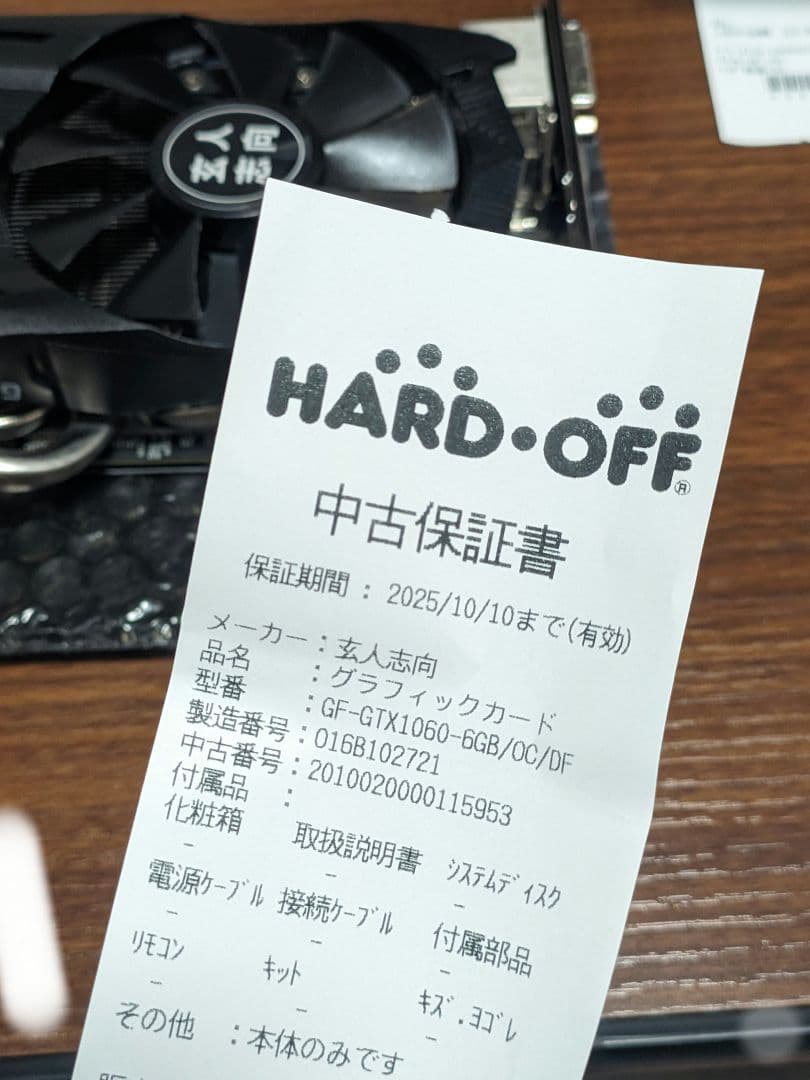 玄人
志向
HARD・OFF®
中古保証書
保証期間 : 2025/10/10まで(有効)
メーカー : 玄人志向
品名 : グラフィックカード
型番 : GF-GTX1060-6GB/OC/DF
製造番号 : 016B102721
中古番号 : 2010020000115953
付属品 :
化粧箱 取扱説明書 ｼｽﾃﾑﾃﾞｨｽｸ
- - -
電源ｹｰﾌﾞﾙ 接続ｹｰﾌﾞﾙ 付属部品
- - -
ﾘﾓｺﾝ ｷｯﾄ ｷｽﾞ.ﾖｺﾞﾚ
- - -
その他 : 本体のみです